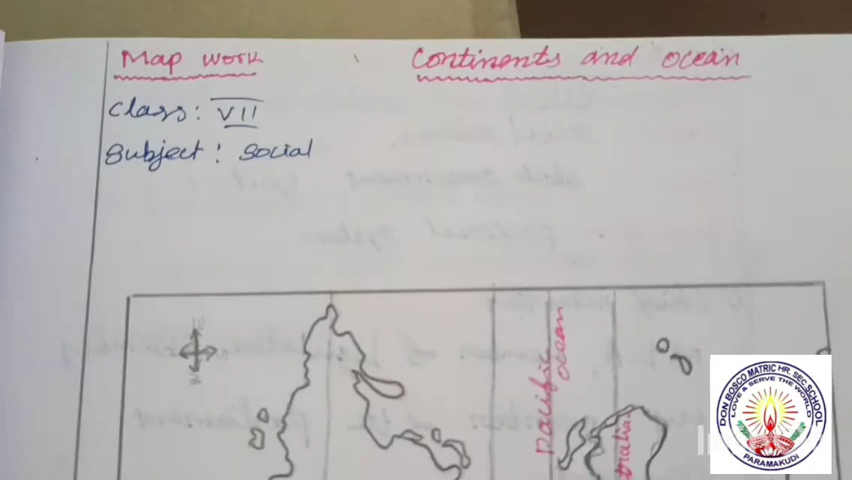 Map work
Continents and ocean
Class: VII
Subject: Social
Pacific
ocean
tralia
DON BOSCO MATRIC HR. SEC SCHOOL
LOVE & SERVE THE WORLD
PARAMAKUDI